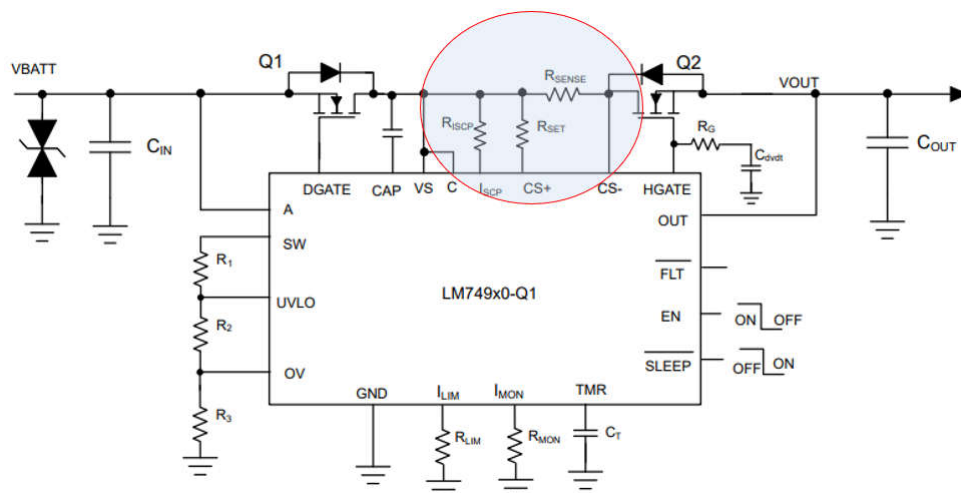 Q1
Q2
VBATT
VOUT
RSENSE
RISCP
RSET
RG
Cdvdt
CIN
COUT
DGATE
CAP
VS
C
ISCP
CS+
CS-
HGATE
A
OUT
SW
R1
FLT
LM749x0-Q1
UVLO
EN
ON
OFF
R2
SLEEP
OFF
ON
OV
GND
ILIM
IMON
TMR
R3
RLIM
RMON
CT